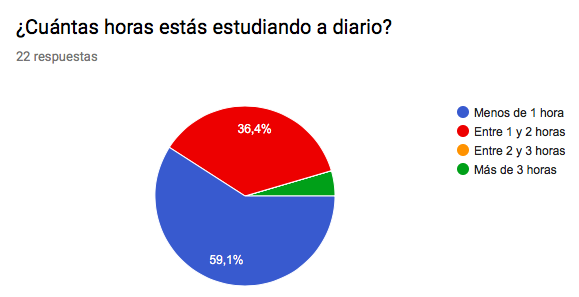 ¿Cuántas horas estás estudiando a diario?
22 respuestas
36,4%
59,1%
Menos de 1 hora
Entre 1 y 2 horas
Entre 2 y 3 horas
Más de 3 horas